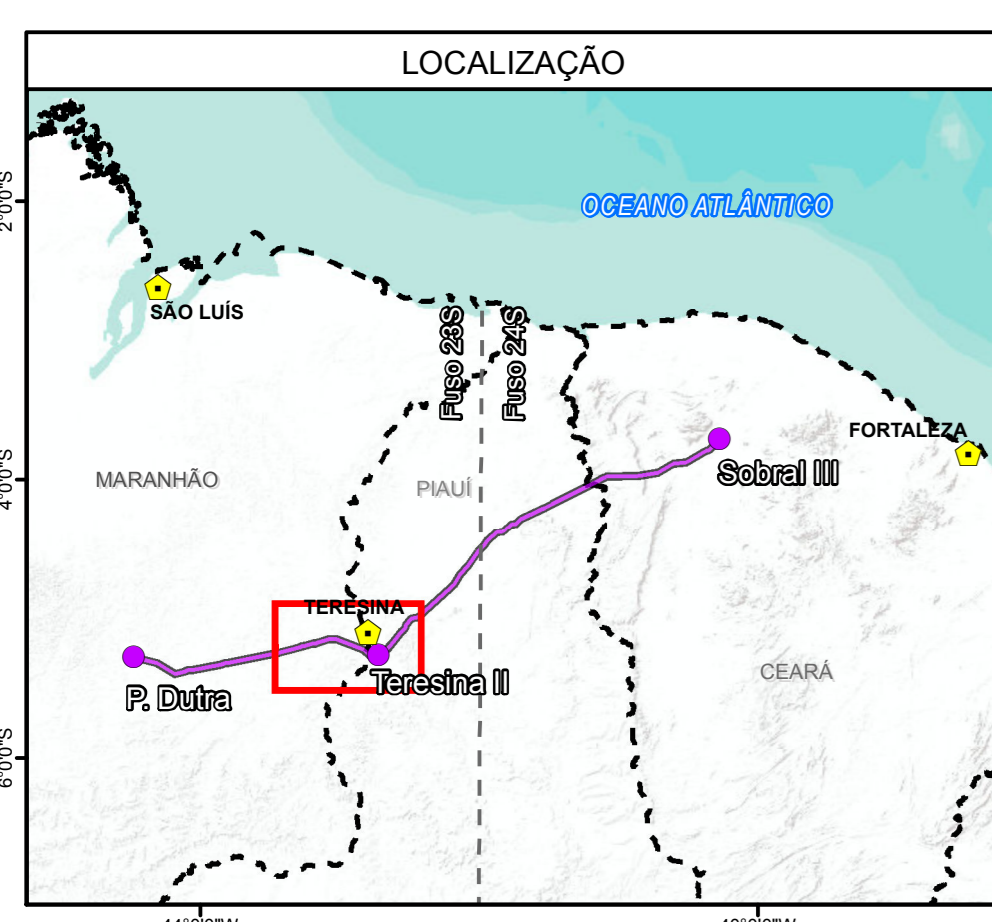 LOCALIZAÇÃO
2°0'0"S
OCEANO ATLÂNTICO
SÃO LUÍS
Fuso 23S
Fuso 24S
FORTALEZA
MARANHÃO
PIAUÍ
Sobral III
4°0'0"S
TERESINA
Teresina II
P. Dutra
CEARÁ
6°0'0"S